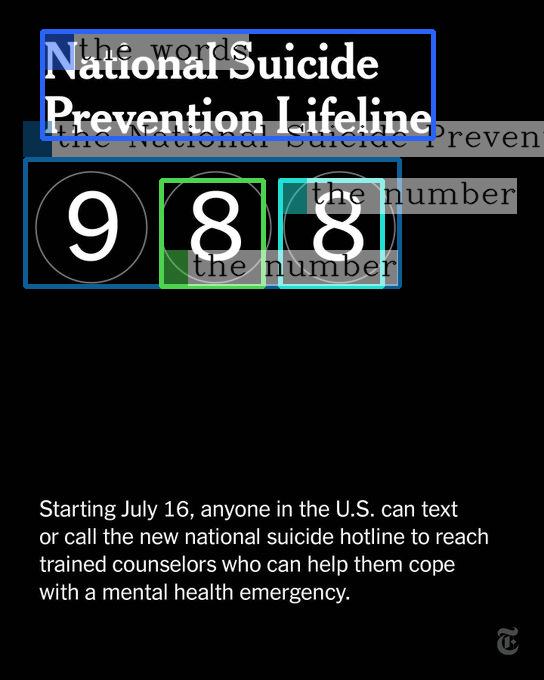 the words
National Suicide
Prevention Lifeline
the National Suicide Preven
the number
9 8 8
the number
Starting July 16, anyone in the U.S. can text
or call the new national suicide hotline to reach
trained counselors who can help them cope
with a mental health emergency.
T